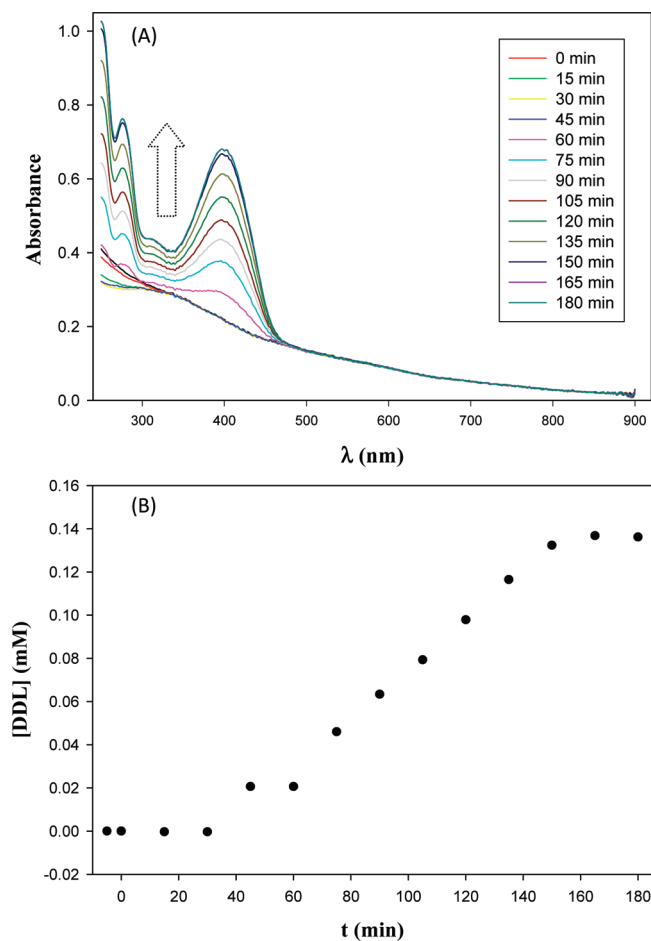 (A)
1.0
0.8
0.6
0.4
0.2
0.0
Absorbance
0 min
15 min
30 min
45 min
60 min
75 min
90 min
105 min
120 min
135 min
150 min
165 min
180 min
300 400 500 600 700 800 900
λ (nm)
(B)
0.16
0.14
0.12
0.10
0.08
0.06
0.04
0.02
0.00
-0.02
[DDL] (mM)
0 20 40 60 80 100 120 140 160 180
t (min)